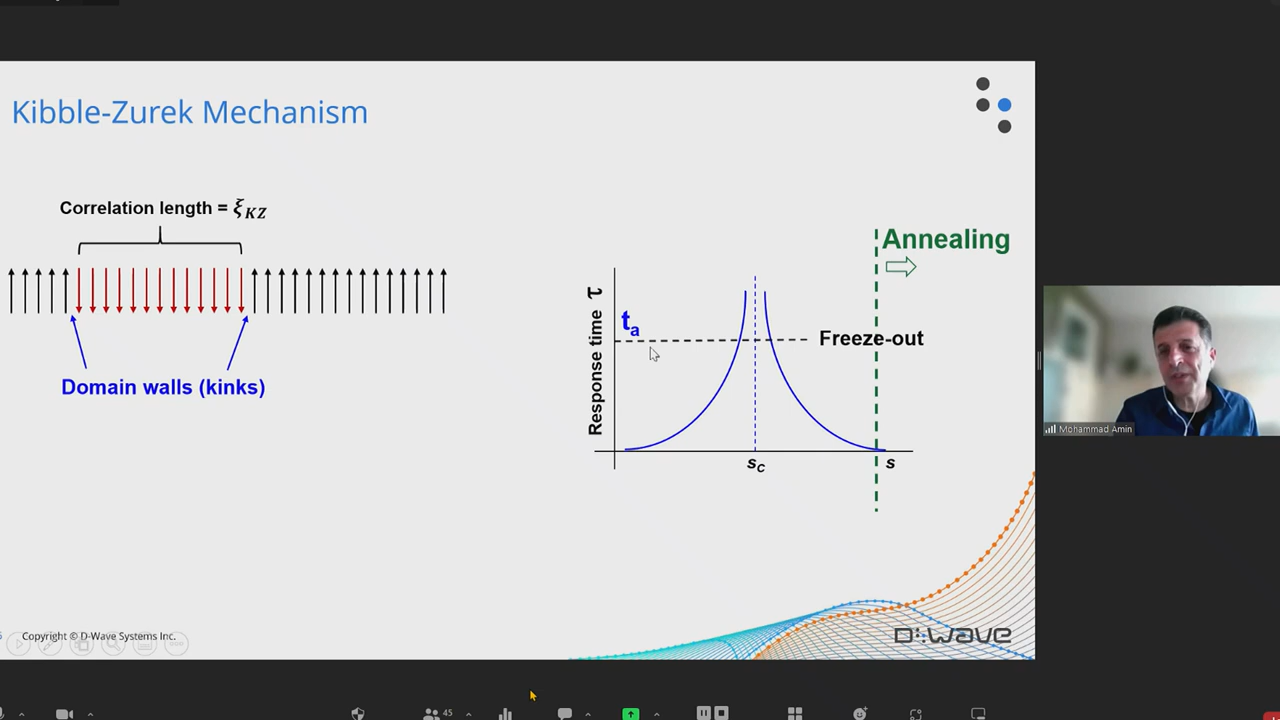 Kibble-Zurek Mechanism
Correlation length = ξKZ
Domain walls (kinks)
Annealing
Response time τ
ta
Freeze-out
sC
s
Mohammad Amin
Copyright © D-Wave Systems Inc.
D:wave
45